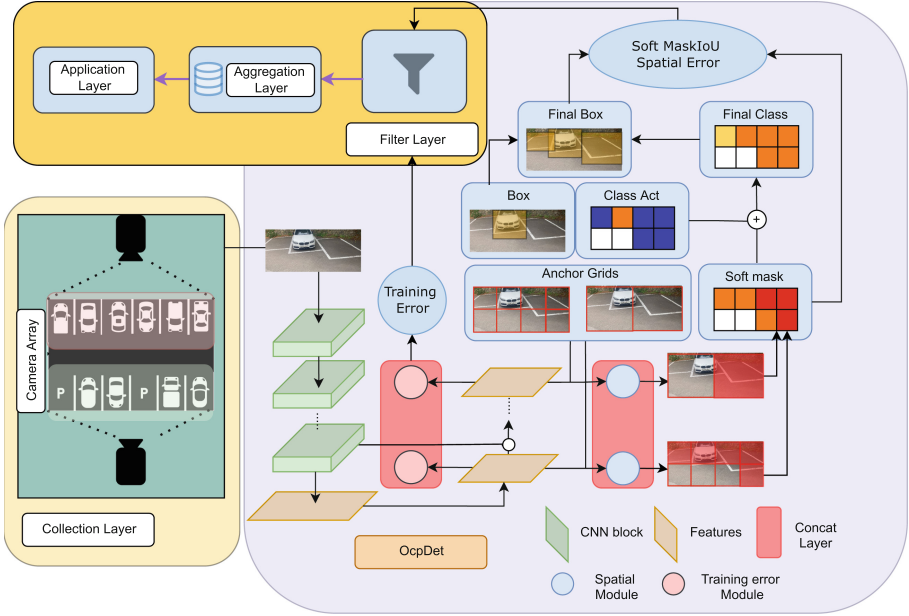 Soft MaskIoU
Spatial Error
Application
Layer
Aggregation
Layer
Filter Layer
Final Box
Final Class
Box
Class Act
+
Anchor Grids
Soft mask
Training
Error
Camera Array
P
P
Collection Layer
OcpDet
CNN block
Features
Concat
Layer
Spatial
Module
Training error
Module